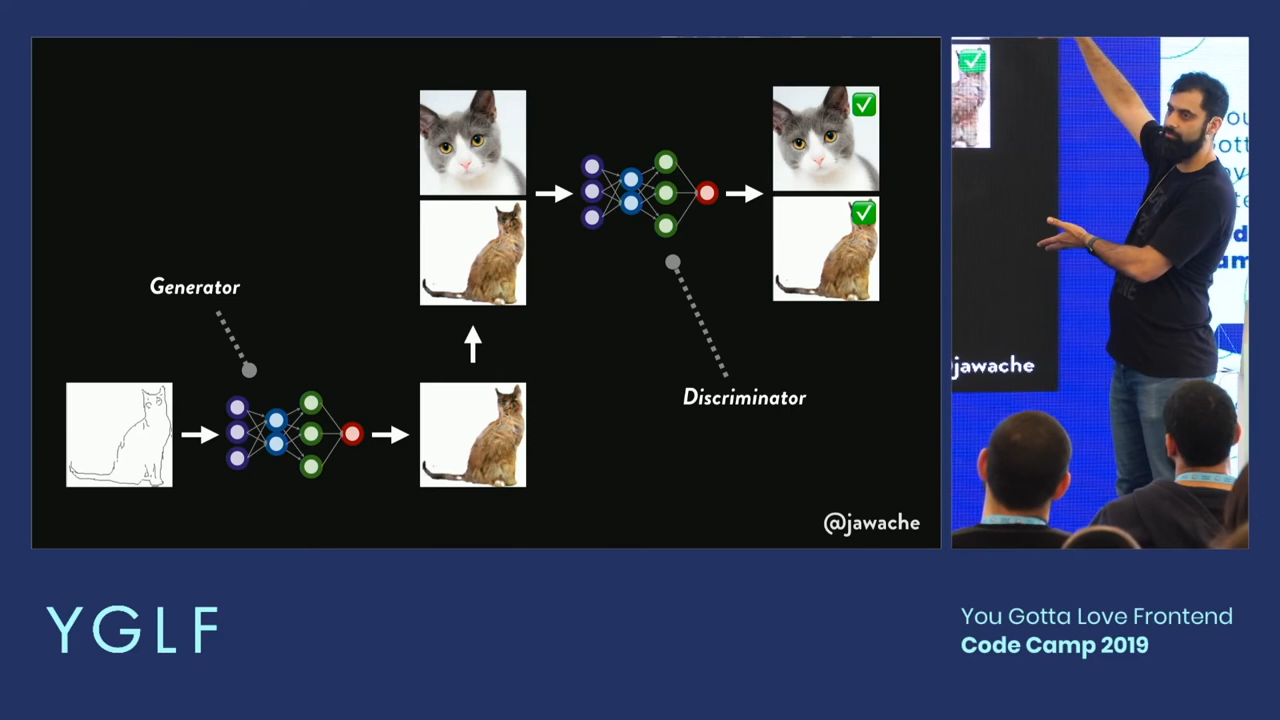 Generator
Discriminator
@jawache
jawache
YGLF
You Gotta Love Frontend
Code Camp 2019